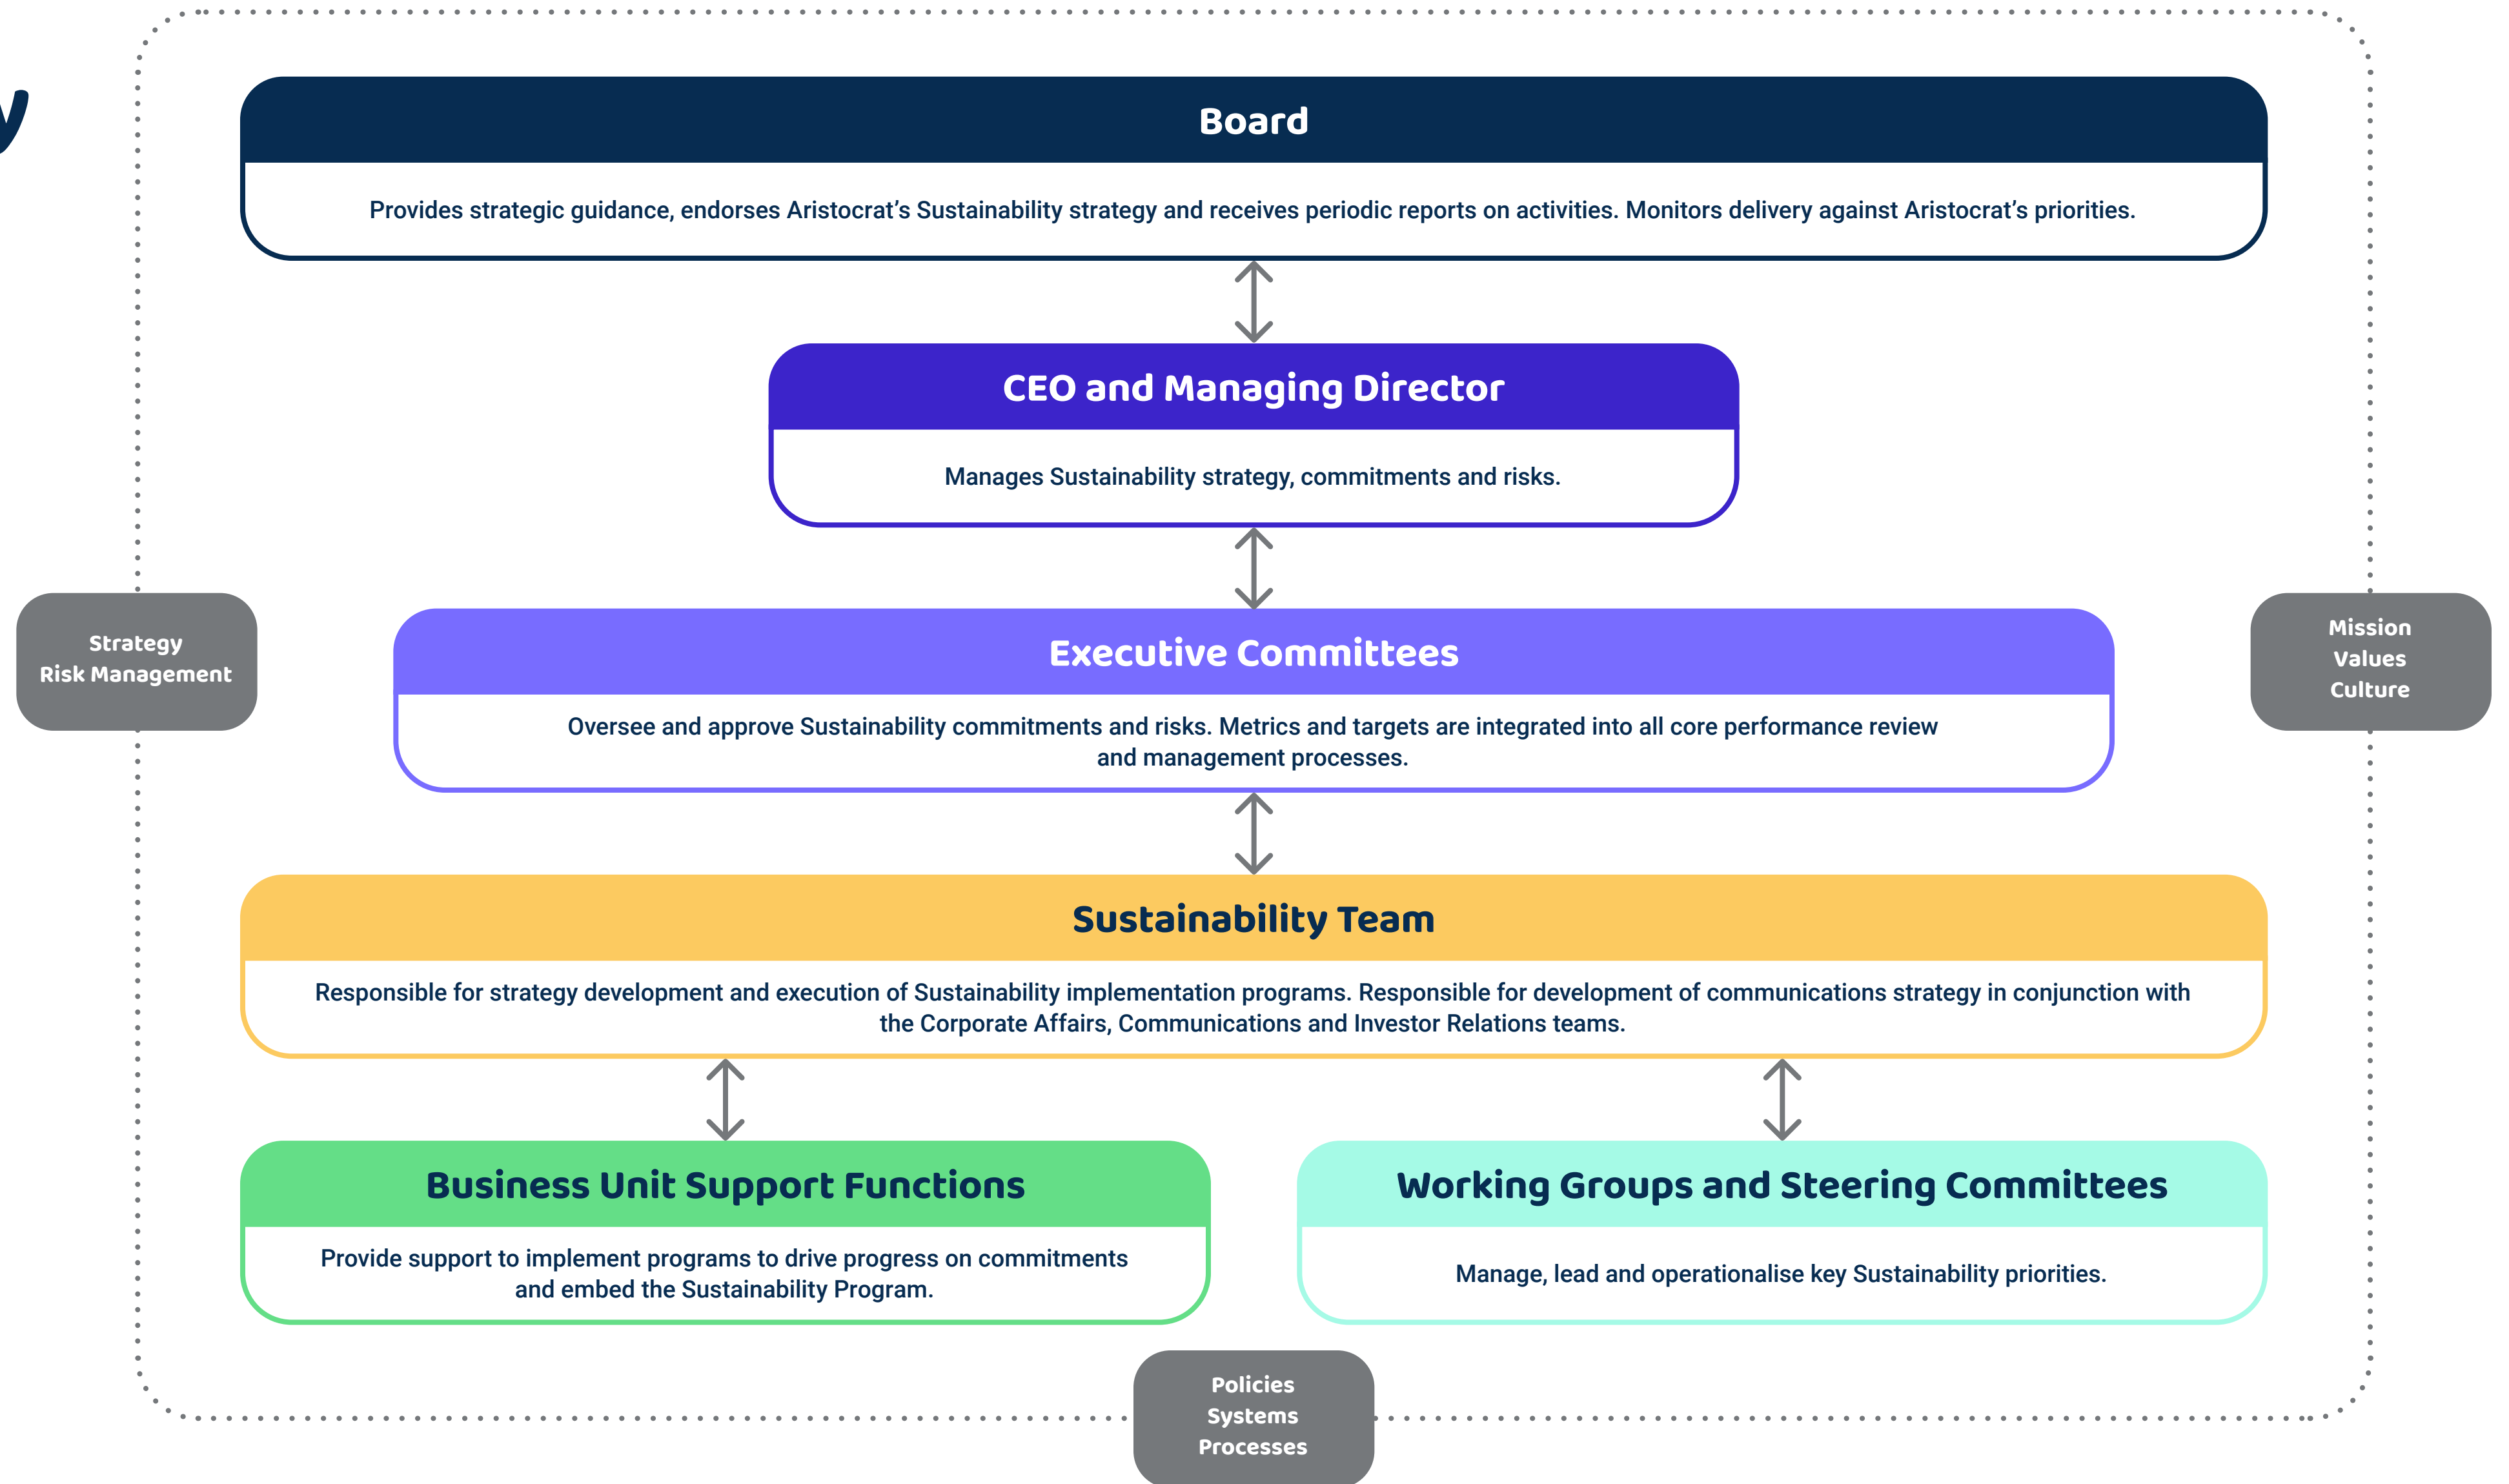 Board
Provides strategic guidance, endorses Aristocrat’s Sustainability strategy and receives periodic reports on activities. Monitors delivery against Aristocrat’s priorities.
CEO and Managing Director
Manages Sustainability strategy, commitments and risks.
Strategy
Risk Management
Executive Committees
Oversee and approve Sustainability commitments and risks. Metrics and targets are integrated into all core performance review
and management processes.
Mission
Values
Culture
Sustainability Team
Responsible for strategy development and execution of Sustainability implementation programs. Responsible for development of communications strategy in conjunction with
the Corporate Affairs, Communications and Investor Relations teams.
Business Unit Support Functions
Provide support to implement programs to drive progress on commitments
and embed the Sustainability Program.
Working Groups and Steering Committees
Manage, lead and operationalise key Sustainability priorities.
Policies
Systems
Processes